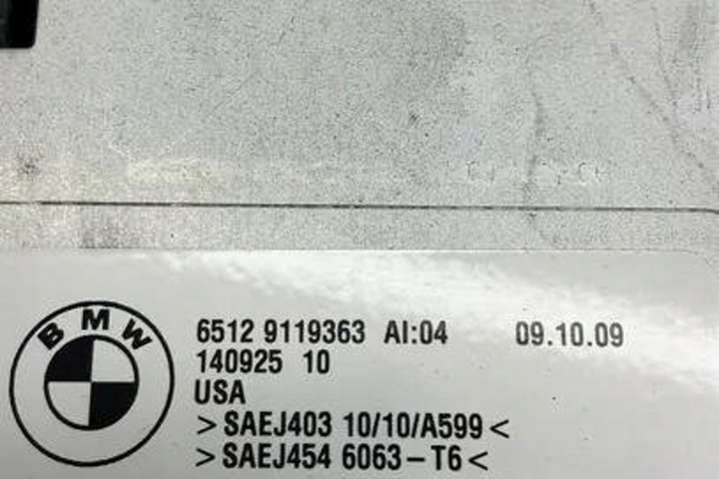 BMW
6512 9119363 AI:04 09.10.09
140925 10
USA
>SAEJ403 10/10/A599<
>SAEJ454 6063-T6<